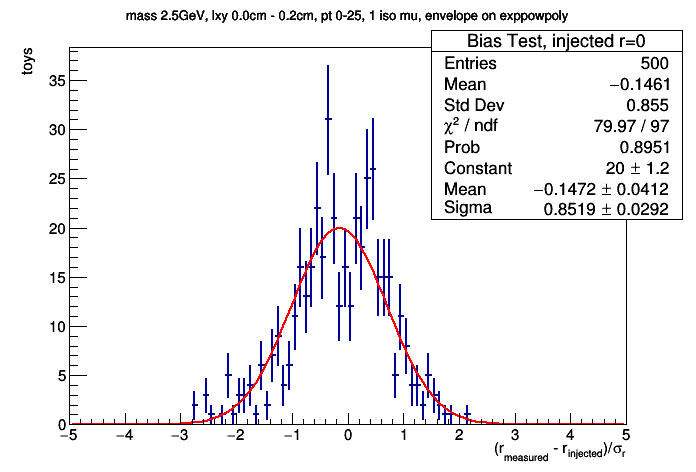 mass 2.5GeV, lxy 0.0cm - 0.2cm, pt 0-25, 1 iso mu, envelope on exppowpoly
Bias Test, injected r=0
Entries 500
Mean −0.1461
Std Dev 0.855
χ² / ndf 79.97 / 97
Prob 0.8951
Constant 20 ± 1.2
Mean −0.1472 ± 0.0412
Sigma 0.8519 ± 0.0292
toys
35
30
25
20
15
10
5
0
−5 −4 −3 −2 −1 0 1 2 3 4 5
(r_measured - r_injected)/σ_r